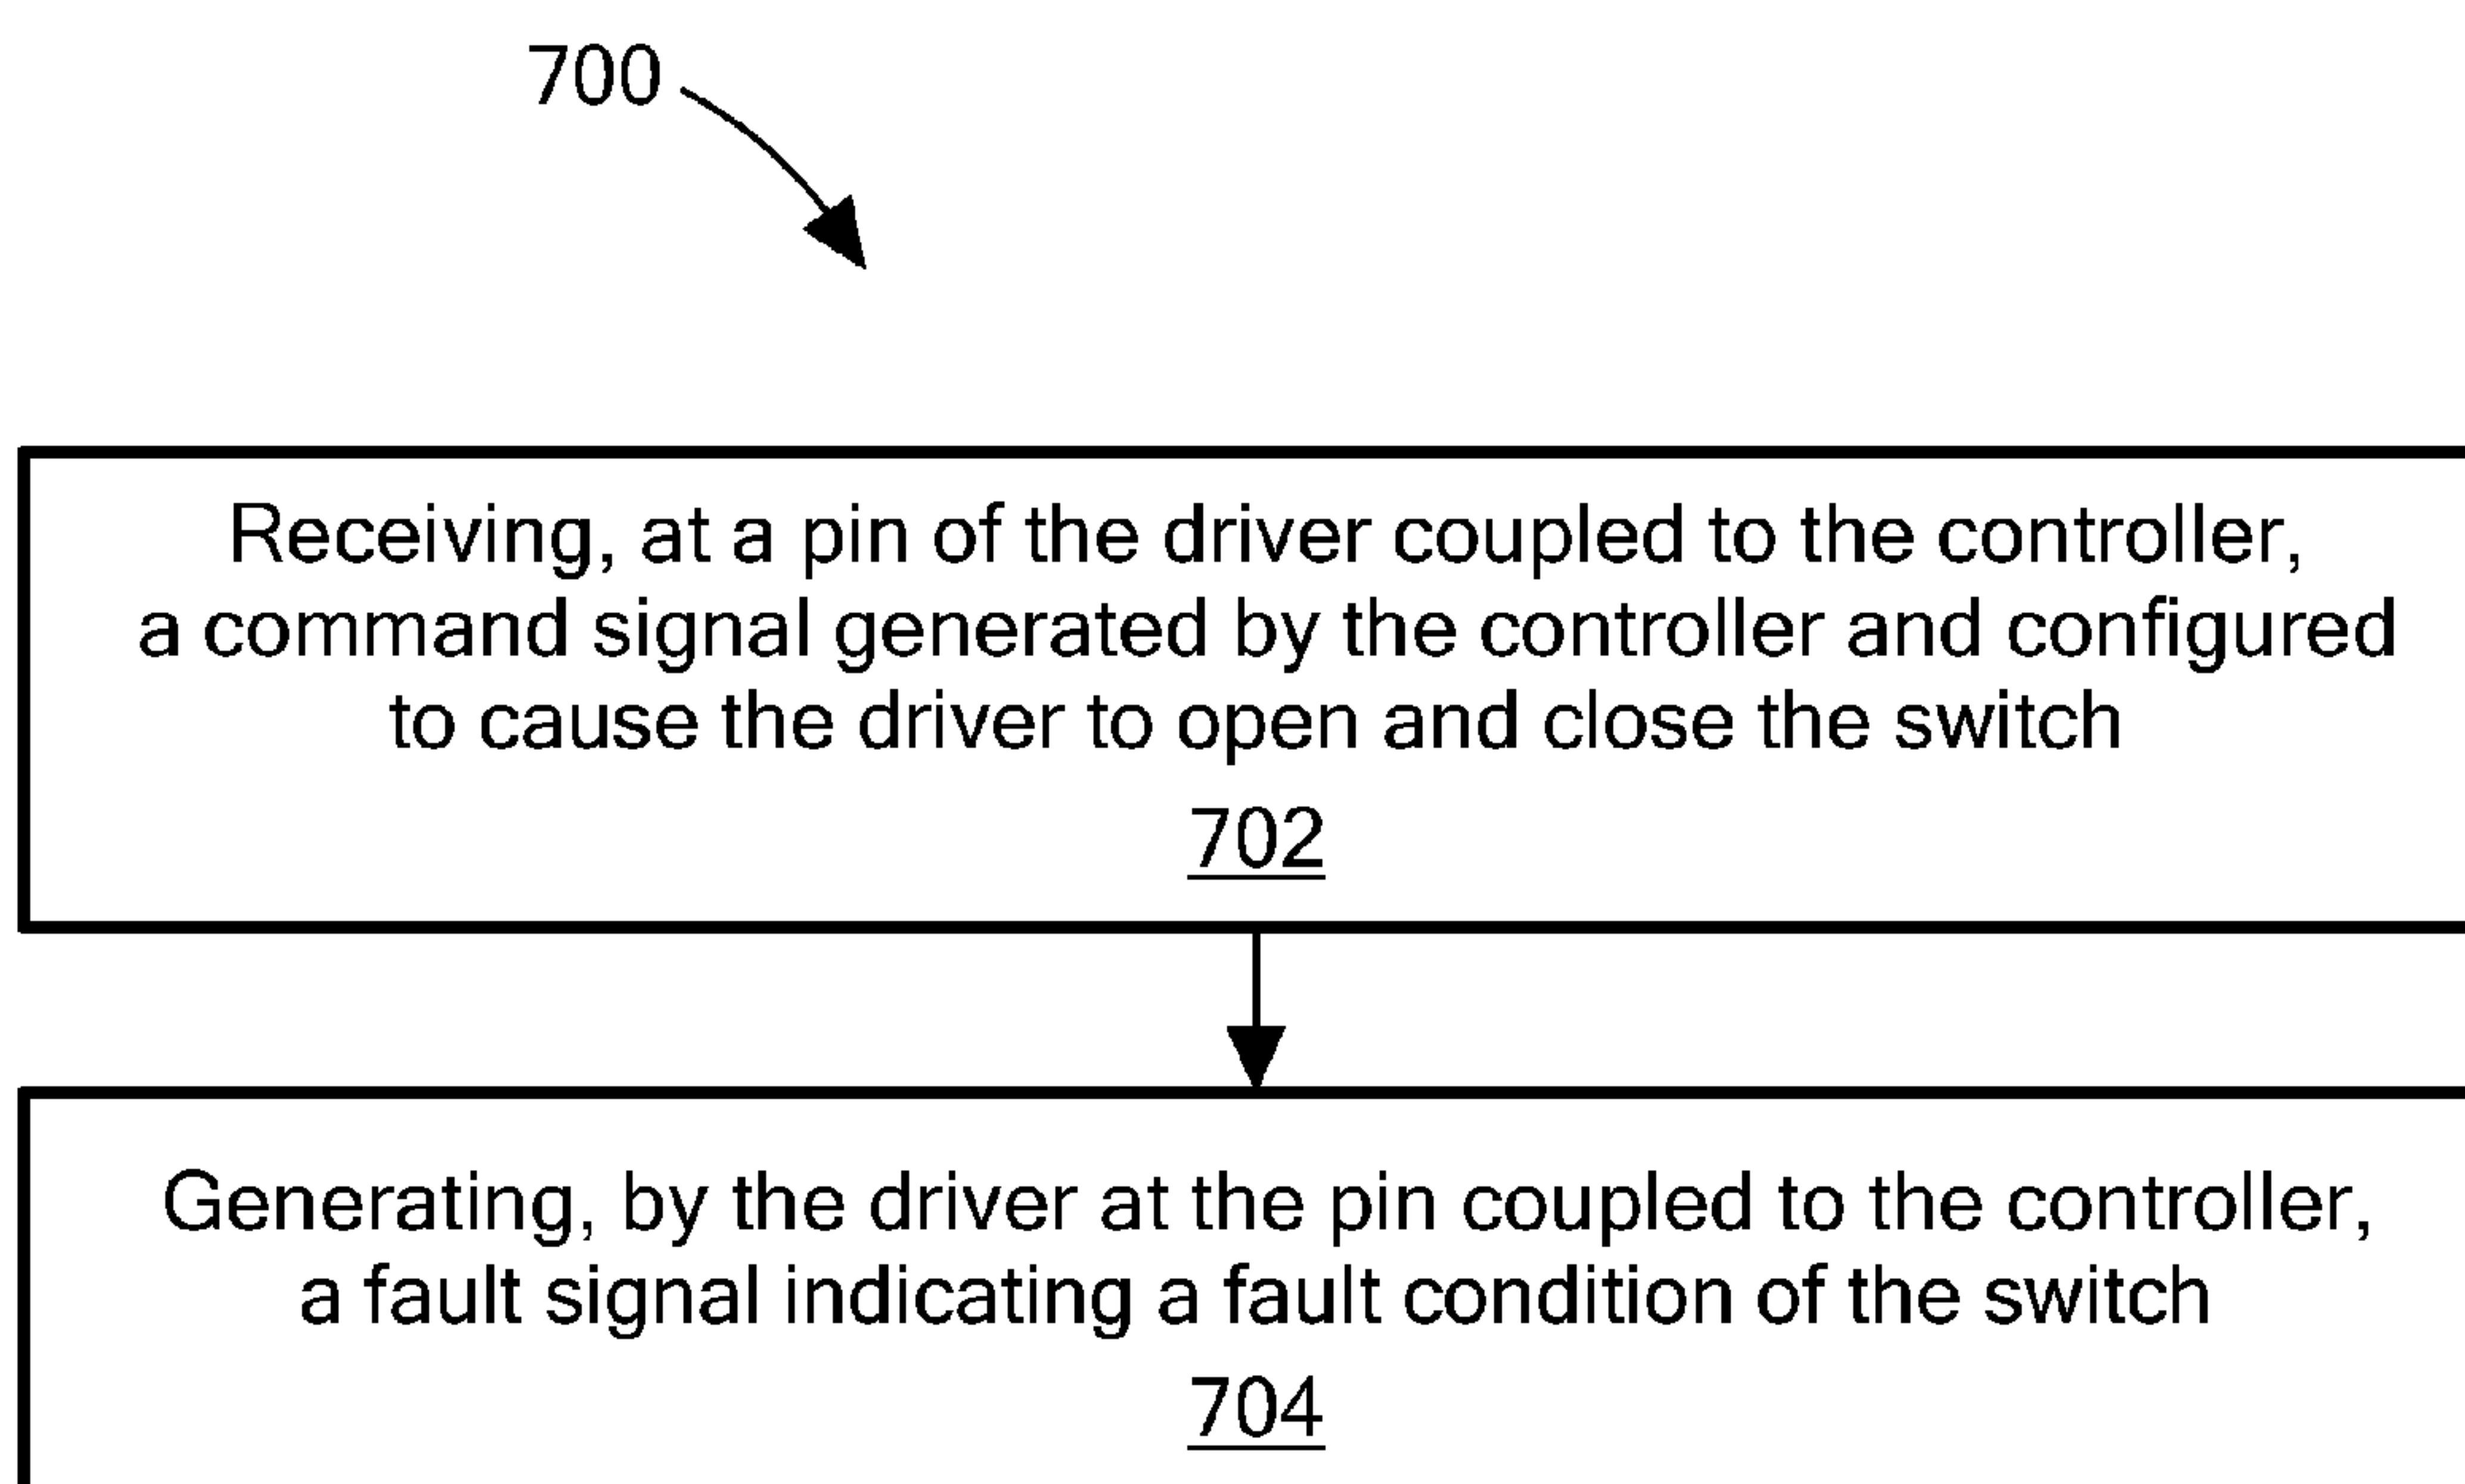 700
Receiving, at a pin of the driver coupled to the controller,
a command signal generated by the controller and configured
to cause the driver to open and close the switch
702
Generating, by the driver at the pin coupled to the controller,
a fault signal indicating a fault condition of the switch
704